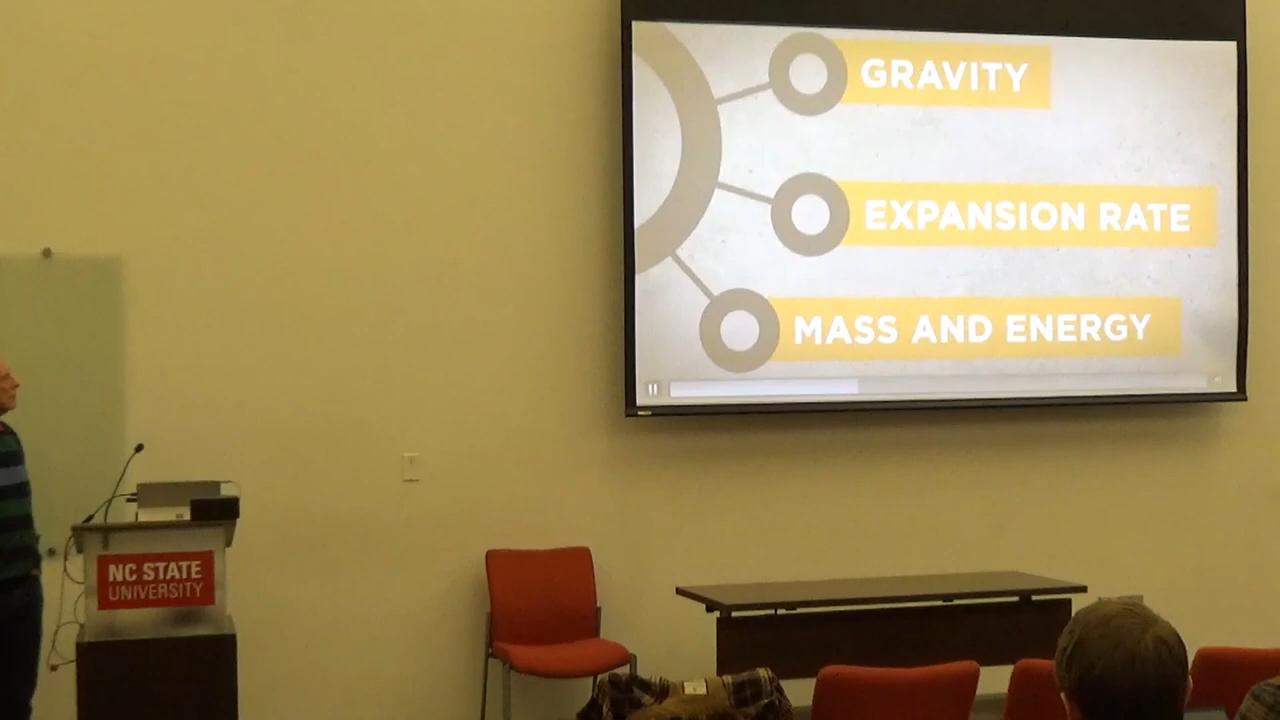 GRAVITY
EXPANSION RATE
MASS AND ENERGY
NC STATE
UNIVERSITY